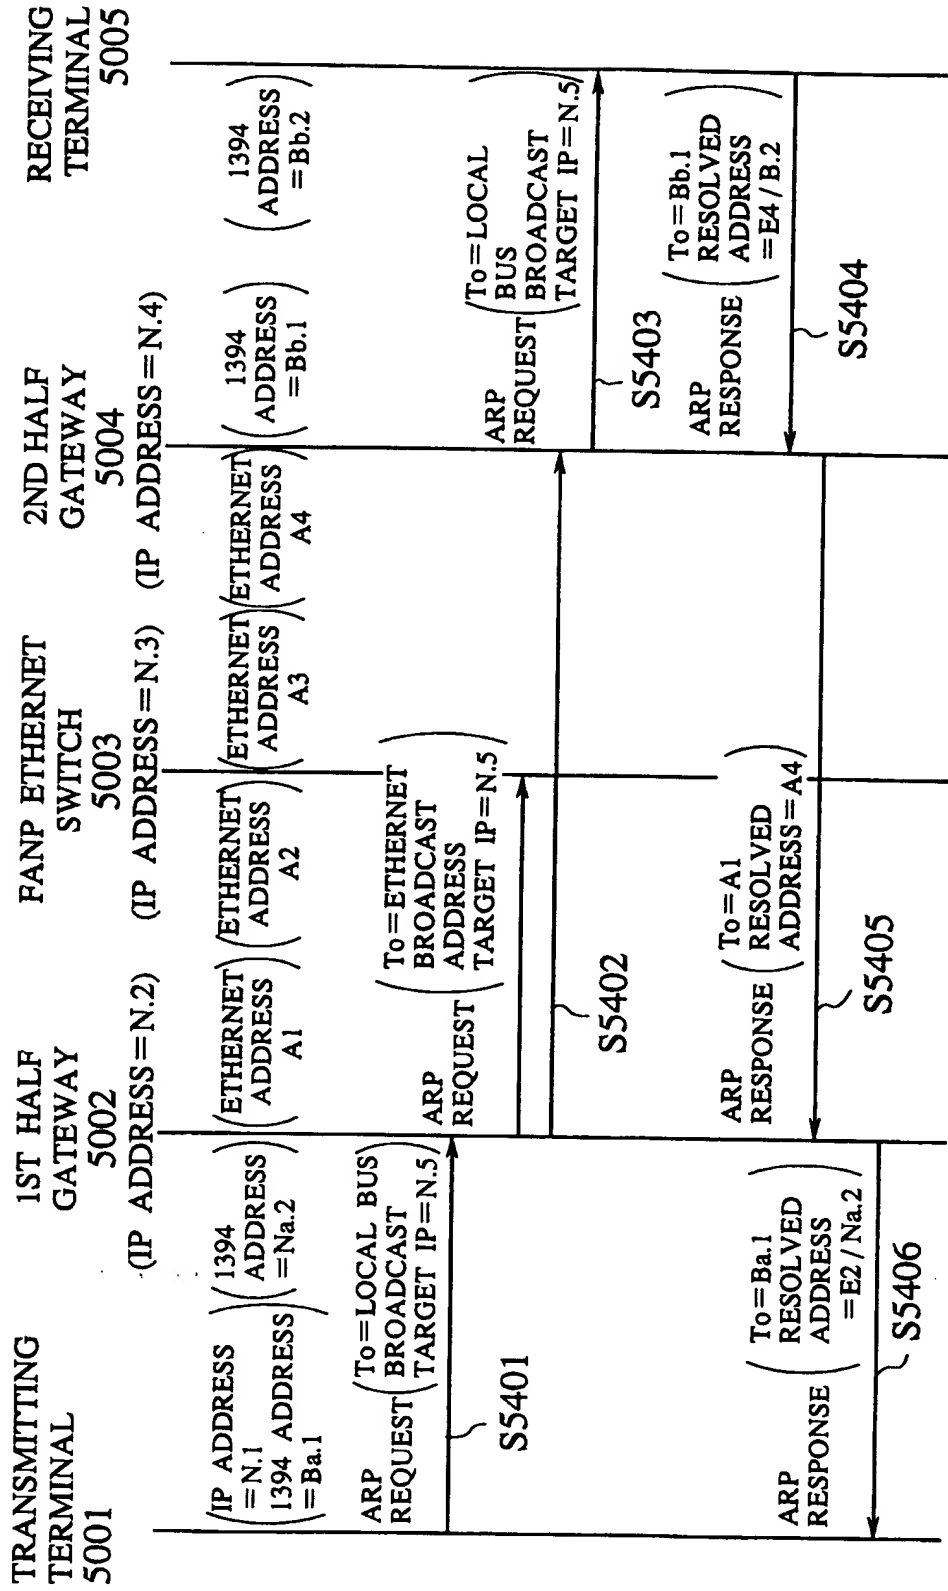 TRANSMITTING
TERMINAL
5001
1ST HALF
GATEWAY
5002
(IP ADDRESS=N.2)
FANP ETHERNET
SWITCH
5003
(IP ADDRESS=N.3)
2ND HALF
GATEWAY
5004
(IP ADDRESS=N.4)
RECEIVING
TERMINAL
5005
(IP ADDRESS
=N.1
1394 ADDRESS
=Ba.1)
(1394
ADDRESS
=Na.2)
(ETHERNET
ADDRESS
A1)
(ETHERNET
ADDRESS
A2)
(ETHERNET
ADDRESS
A3)
(ETHERNET
ADDRESS
A4)
(1394
ADDRESS
=Bb.1)
(1394
ADDRESS
=Bb.2)
ARP
REQUEST
(To=LOCAL BUS
BROADCAST
TARGET IP=N.5)
S5401
ARP
REQUEST
(To=ETHERNET
BROADCAST
ADDRESS
TARGET IP=N.5)
S5402
ARP
REQUEST
(To=LOCAL
BUS
BROADCAST
TARGET IP=N.5)
S5403
ARP
RESPONSE
(To=Bb.1
RESOLVED
ADDRESS
=E4/B.2)
S5404
ARP
RESPONSE
(To=A1
RESOLVED
ADDRESS=A4)
S5405
ARP
RESPONSE
(To=Ba.1
RESOLVED
ADDRESS
=E2/Na.2)
S5406